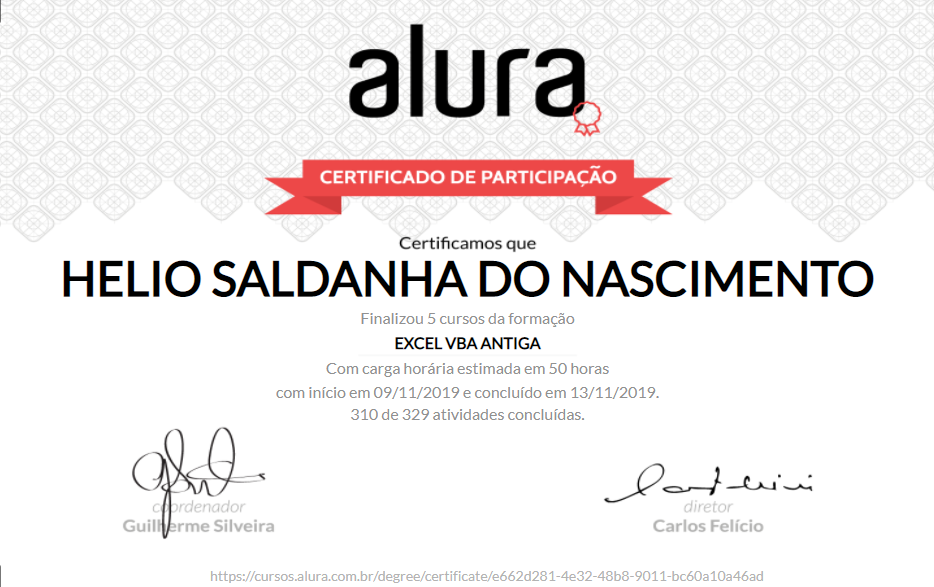 alura
CERTIFICADO DE PARTICIPAÇÃO
Certificamos que
HELIO SALDANHA DO NASCIMENTO
Finalizou 5 cursos da formação
EXCEL VBA ANTIGA
Com carga horária estimada em 50 horas
com início em 09/11/2019 e concluído em 13/11/2019.
310 de 329 atividades concluídas.
coordenador
Guilherme Silveira
diretor
Carlos Felício
https://cursos.alura.com.br/degree/certificate/e662d281-4e32-48b8-9011-bc60a10a46ad